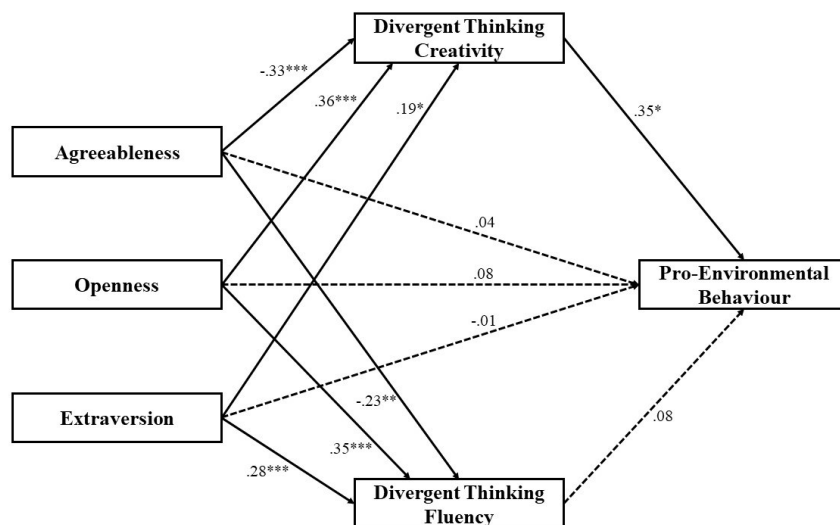 Divergent Thinking
Creativity
-.33***
.36***
.19*
.35*
Agreeableness
.04
Openness
.08
Pro-Environmental
Behaviour
-.01
Extraversion
-.23**
.08
.35***
.28***
Divergent Thinking
Fluency